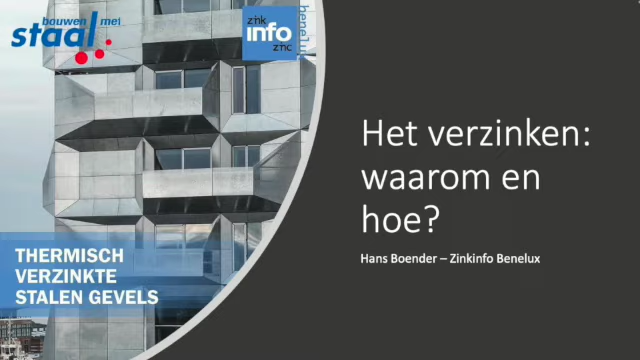 bouwen met
staal
zink
info
zinc
benelux
Het verzinken:
waarom en
hoe?
Hans Boender – Zinkinfo Benelux
THERMISCH
VERZINKTE
STALEN GEVELS